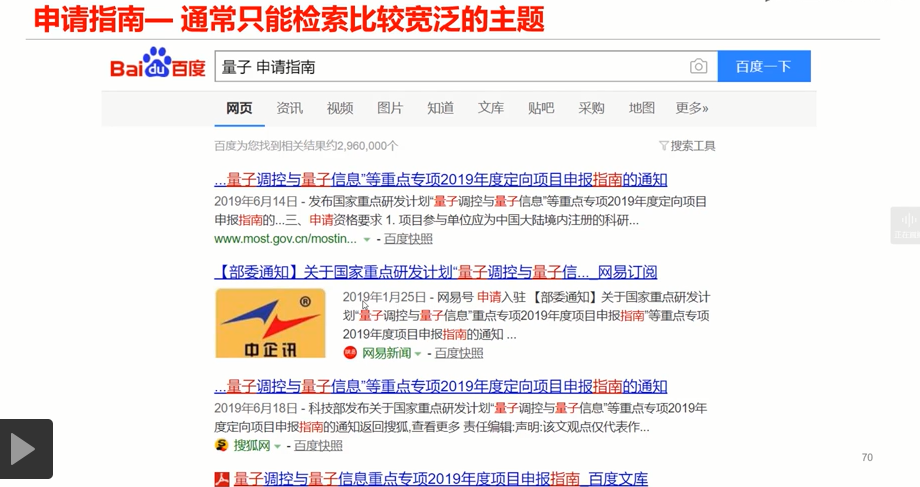 申请指南— 通常只能检索比较宽泛的主题
Bai du 百度
量子 申请指南
百度一下
网页 资讯 视频 图片 知道 文库 贴吧 采购 地图 更多»
百度为您找到相关结果约2,960,000个
搜索工具
...量子调控与量子信息”等重点专项2019年度定向项目申报指南的通知
2019年6月14日 - 发布国家重点研发计划“量子调控与量子信息”等重点专项2019年度定向项目
申报指南的...三、申请资格要求 1. 项目参与单位应为中国大陆境内注册的科研...
www.most.gov.cn/mostin... - 百度快照
【部委通知】关于国家重点研发计划“量子调控与量子信..._网易订阅
®
中企讯
2019年1月25日 - 网易号 申请入驻 【部委通知】关于国家重点研发计
划“量子调控与量子信息”重点专项2019年度项目申报指南”等重点专项
2019年度项目申报指南的通知 ...
网易新闻 - 百度快照
...量子调控与量子信息”等重点专项2019年度定向项目申报指南的通知
2019年6月18日 - 科技部发布关于国家重点研发计划“量子调控与量子信息”等重点专项2019年
度定向项目申报指南的通知返回搜狐,查看更多 责任编辑:声明:该文观点仅代表作...
搜狐网 - 百度快照
70
量子调控与量子信息重点专项2019年度项目申报指南_百度文库